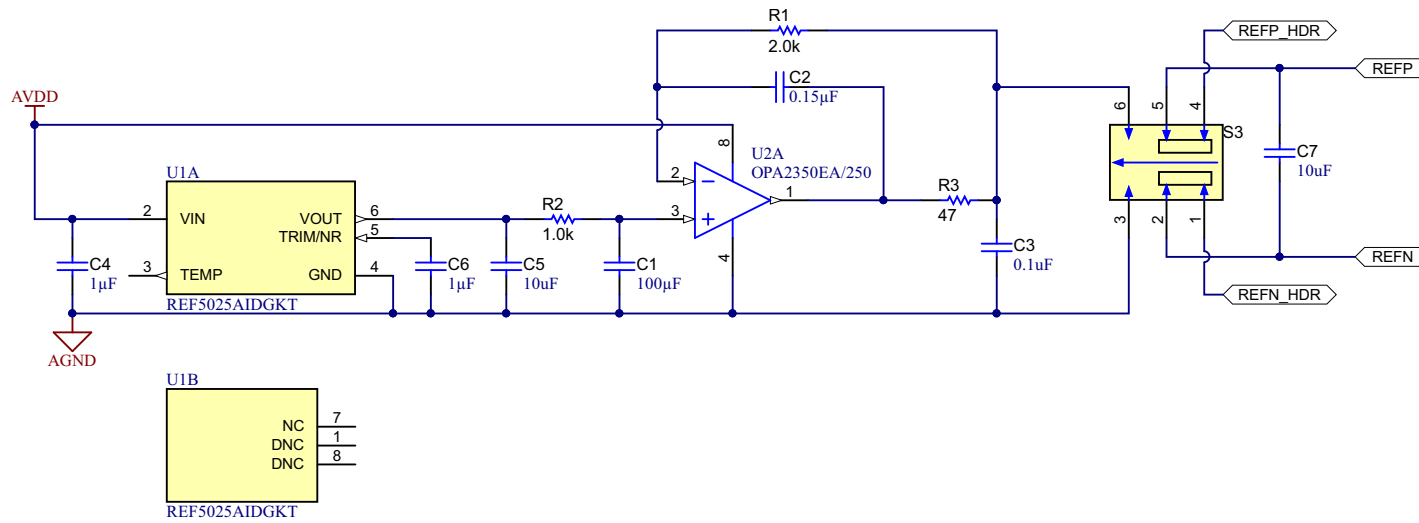 R1
2.0k
REFP_HDR
C2
0.15µF
REFP
AVDD
6
5
4
S3
8
U2A
OPA2350EA/250
C7
10uF
U1A
2
1
R3
47
2
VIN
VOUT
6
R2
1.0k
3
TRIM/NR
5
3
2
1
C4
1µF
3
TEMP
GND
4
C6
1µF
C5
10uF
C1
100µF
4
C3
0.1uF
REFN
REF5025AIDGKT
REFN_HDR
AGND
U1B
NC
7
DNC
1
DNC
8
REF5025AIDGKT